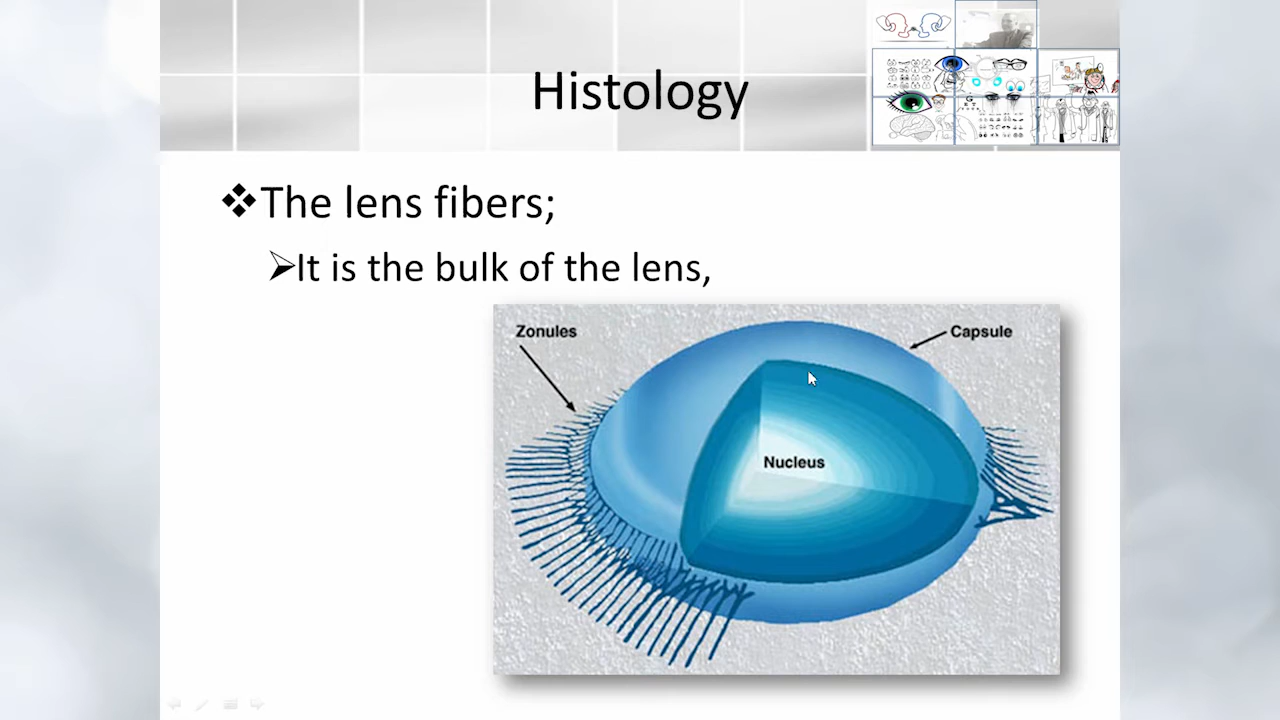 Histology
❖The lens fibers;
➢It is the bulk of the lens,
Zonules
Capsule
Nucleus